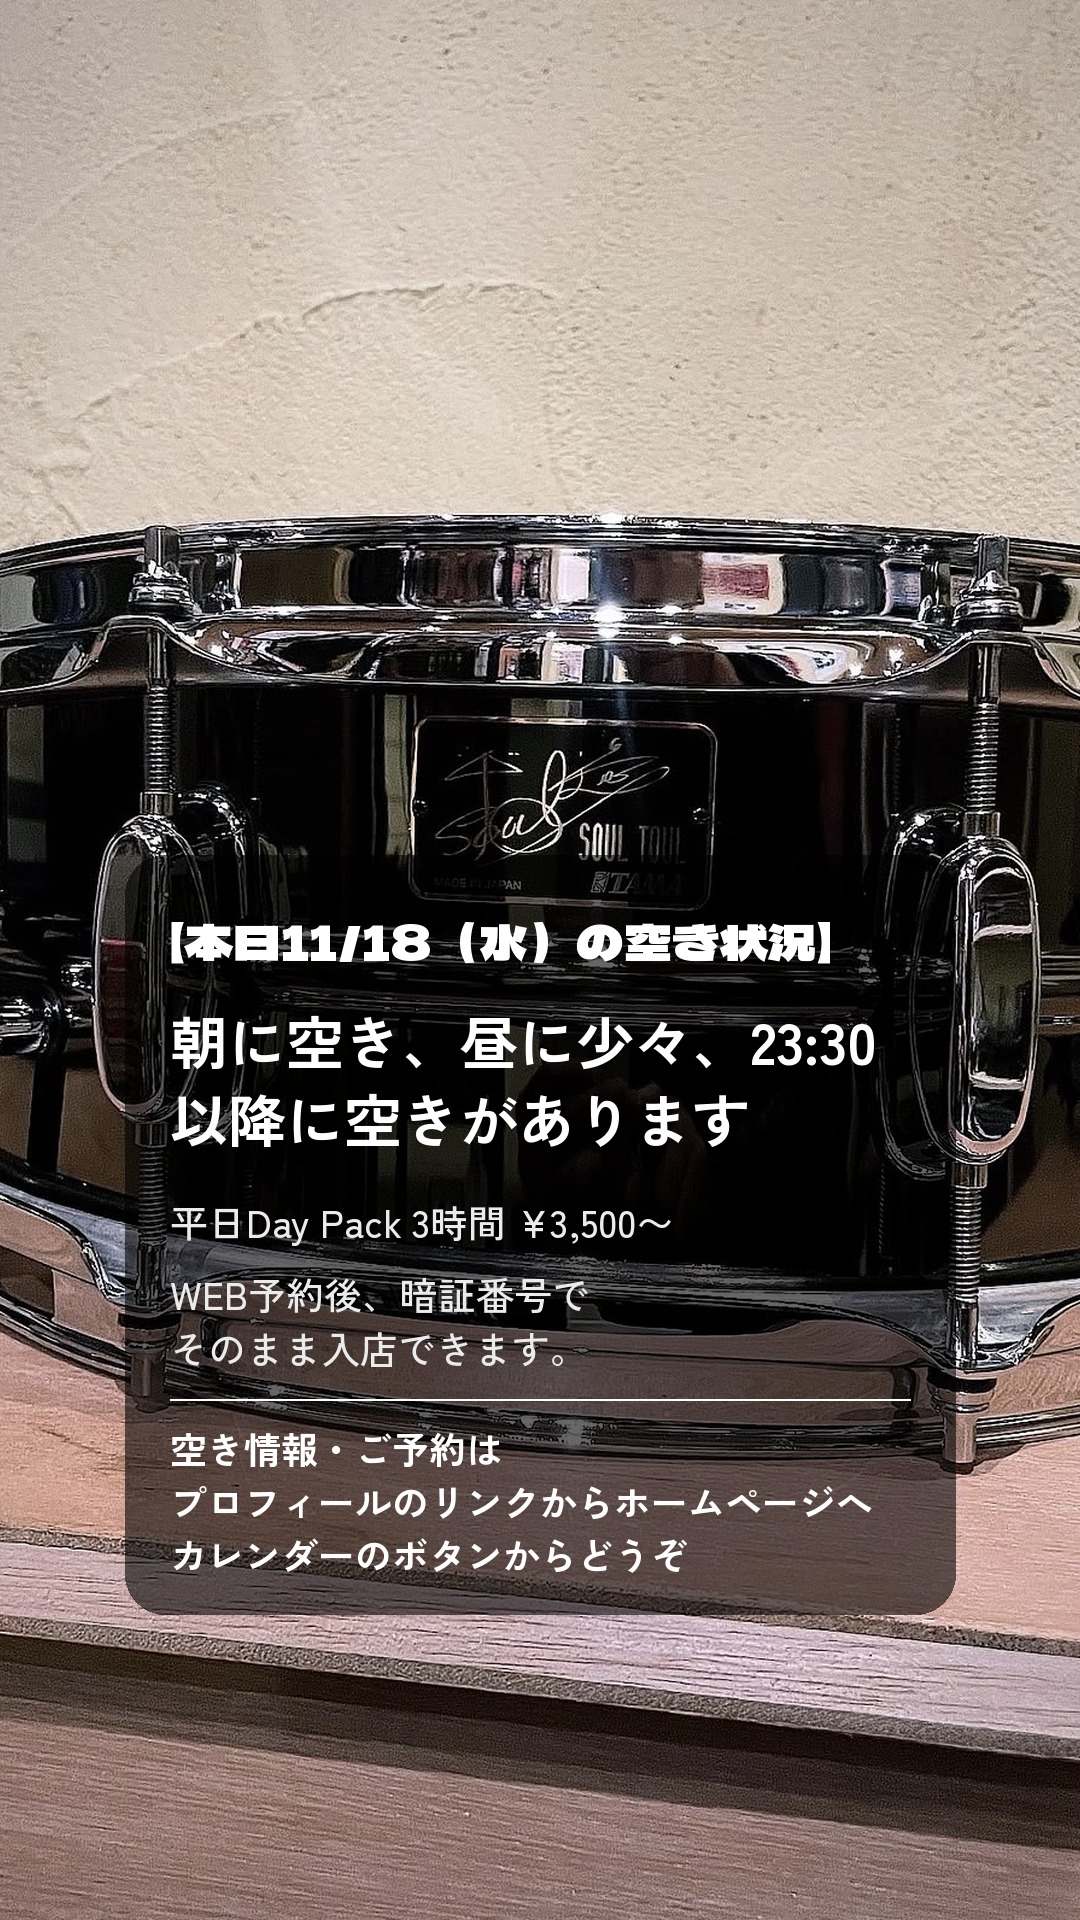 SOUL TOUL
MADE IN JAPAN
TAMA
【本日11/18（水）の空き状況】
朝に空き、昼に少々、23:30
以降に空きがあります
平日Day Pack 3時間 ¥3,500〜
WEB予約後、暗証番号で
そのまま入店できます。
空き情報・ご予約は
プロフィールのリンクからホームページへ
カレンダーのボタンからどうぞ